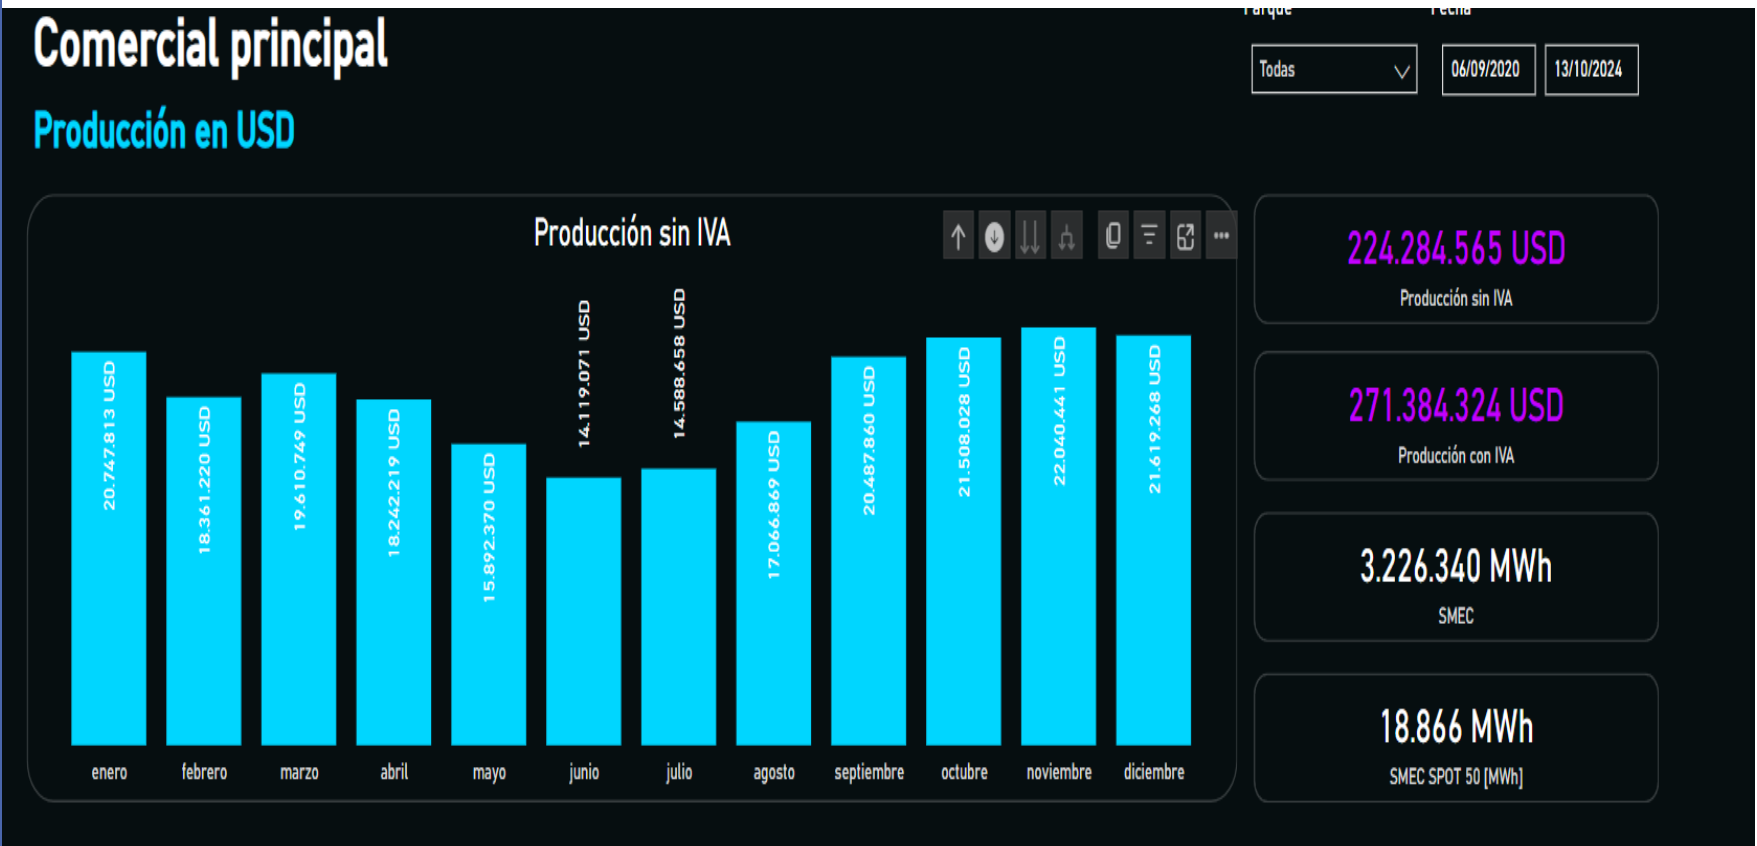 Parque Fecha
Comercial principal
Todas 06/09/2020 13/10/2024
Producción en USD
Producción sin IVA
20.747.813 USD
18.361.220 USD
19.610.749 USD
18.242.219 USD
15.892.370 USD
14.119.071 USD
14.588.658 USD
17.066.869 USD
20.487.860 USD
21.508.028 USD
22.040.441 USD
21.619.268 USD
enero febrero marzo abril mayo junio julio agosto septiembre octubre noviembre diciembre
224.284.565 USD
Producción sin IVA
271.384.324 USD
Producción con IVA
3.226.340 MWh
SMEC
18.866 MWh
SMEC SPOT 50 [MWh]